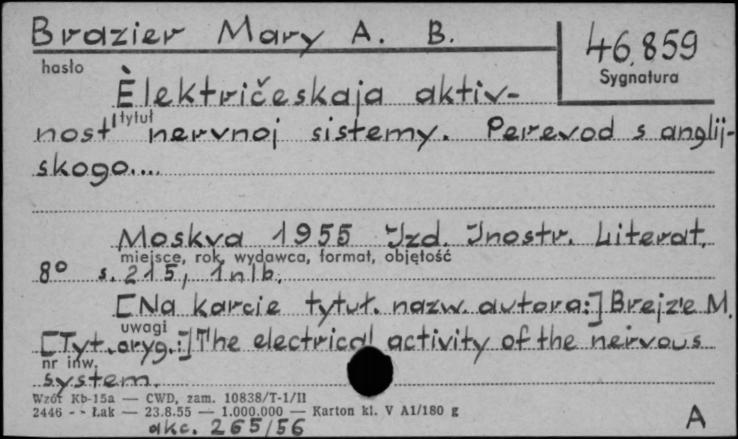 Brazier Mary A. B.
46,859
hasło
Sygnatura
Èlektričeskaja aktiv-
tytuł
nost' nervnoj sistemy. Perevod s anglij-
skogo....
Moskva 1955 Izd. Inostr. Literat.
miejsce, rok, wydawca, format, objętość
8° s. 215, 1 nlb.
[Na karcie tytuł. nazw. autora:] Brejz'e M.
uwagi
[Tyt. oryg.:] The electrical activity of the nervous
nr inw.
system.
Wzór Kb-15a — CWD, zam. 10838/T-1/II
2446 - - Łak — 23.8.55 — 1.000.000 — Karton kl. V A1/180 g
akc. 265/56
A